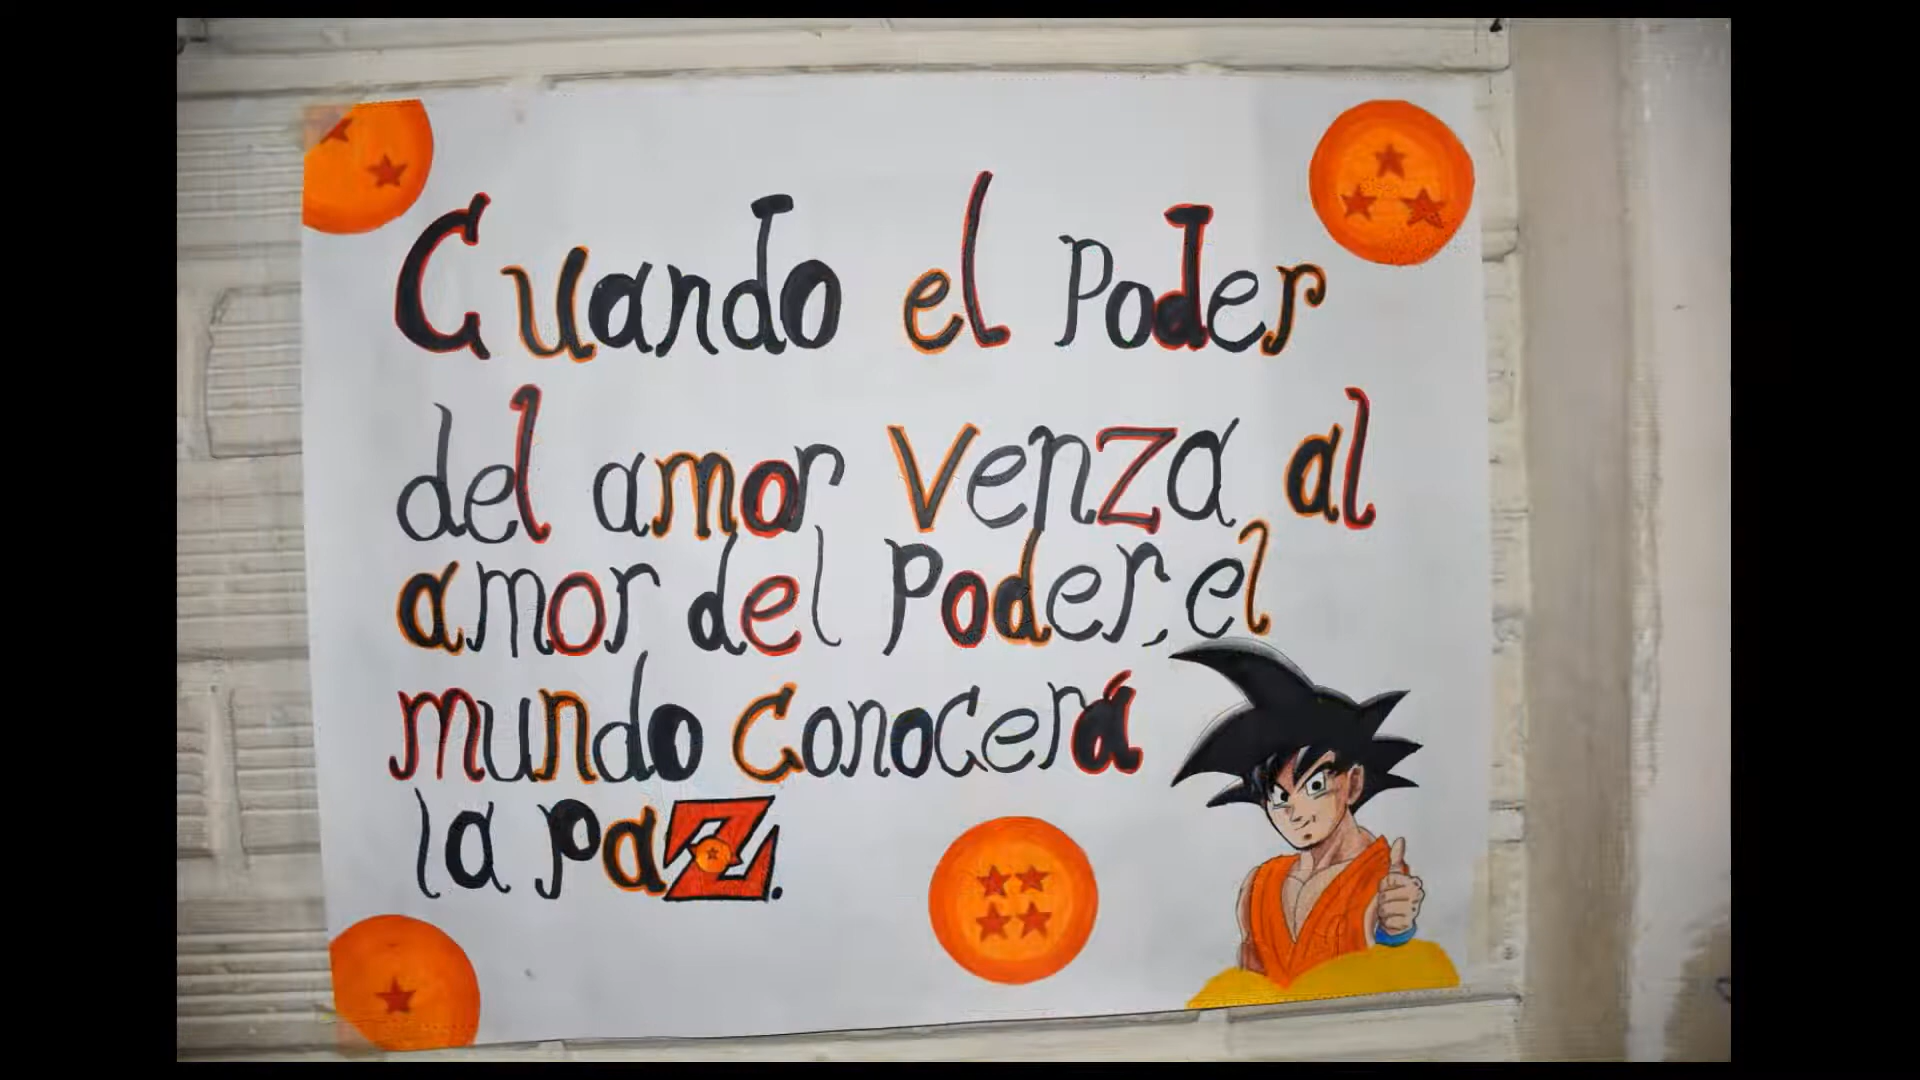 Cuando el Poder
del amor venza al
amor del Poder, el
mundo conocerá
la paz.